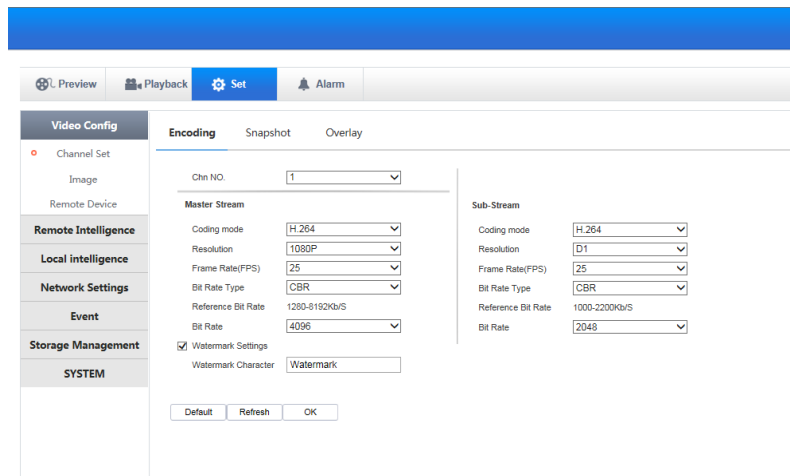 Preview Playback Set Alarm
Video Config
Channel Set
Image
Remote Device
Remote Intelligence
Local intelligence
Network Settings
Event
Storage Management
SYSTEM
Encoding Snapshot Overlay
Chn NO. 1
Master Stream
Coding mode H.264
Resolution 1080P
Frame Rate(FPS) 25
Bit Rate Type CBR
Reference Bit Rate 1280-8192Kb/S
Bit Rate 4096
Watermark Settings
Watermark Character Watermark
Sub-Stream
Coding mode H.264
Resolution D1
Frame Rate(FPS) 25
Bit Rate Type CBR
Reference Bit Rate 1000-2200Kb/S
Bit Rate 2048
Default Refresh OK